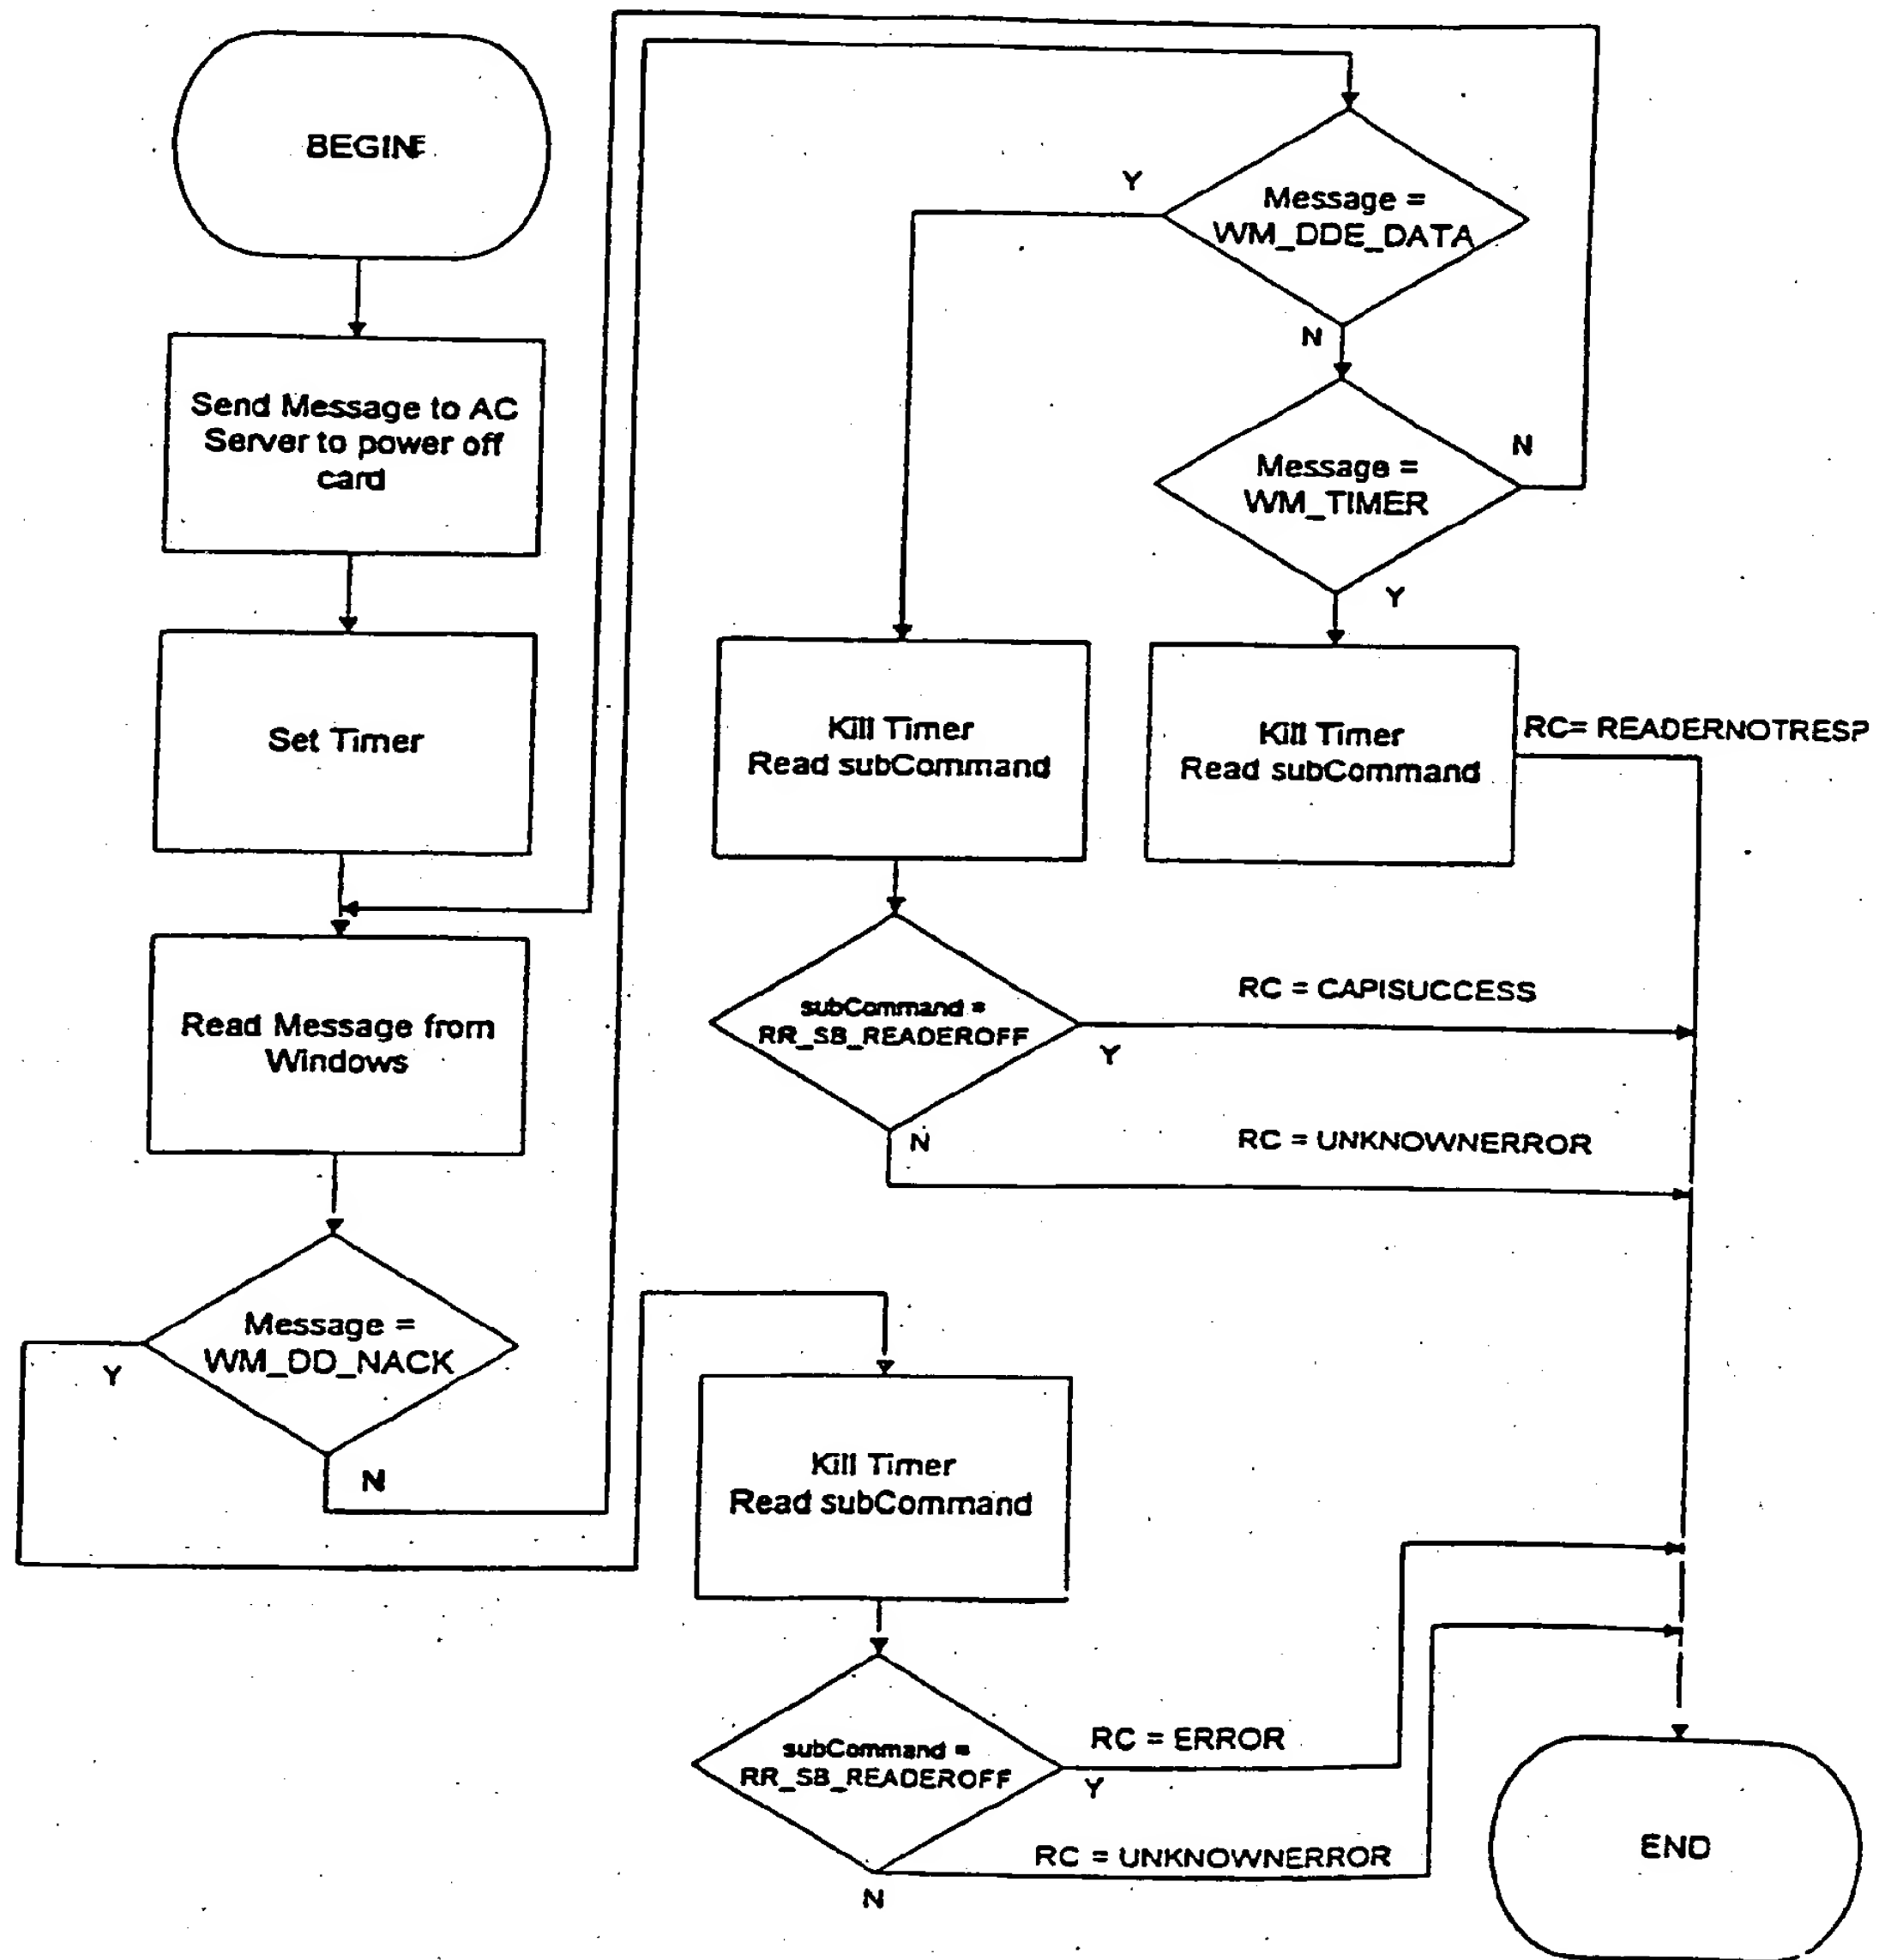 BEGIN
Send Message to AC
Server to power off
card
Set Timer
Read Message from
Windows
Message =
WM_DD_NACK
Y
N
Message =
WM_DDE_DATA
Y
N
Message =
WM_TIMER
N
Y
Kill Timer
Read subCommand
Kill Timer
Read subCommand
RC= READERNOTRESP
subCommand =
RR_SB_READEROFF
RC = CAPISUCCESS
Y
N
RC = UNKNOWNERROR
Kill Timer
Read subCommand
subCommand =
RR_SB_READEROFF
RC = ERROR
Y
RC = UNKNOWNERROR
N
END